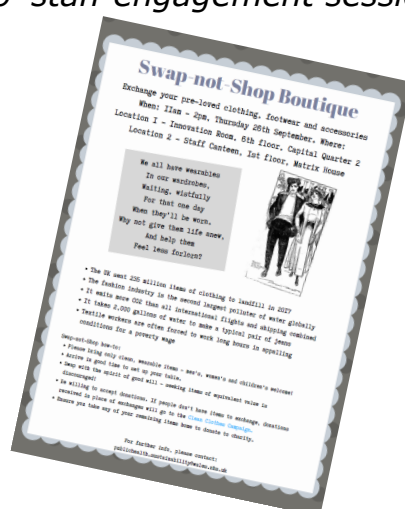 staff engagement sessi
Swap-not-Shop Boutique
Exchange your pre-loved clothing, footwear and accessories
When: 11am - 2pm, Thursday 26th September. Where:
Location 1 - Innovation Room, 6th floor, Capital Quarter 2
Location 2 - Staff Canteen, 1st floor, Matrix House
We all have wearables
In our wardrobes,
Waiting, wistfully
For that one day
When they'll be worn.
Why not give them life anew,
And help them
Feel less forlorn?
• The UK sent 235 million items of clothing to landfill in 2017
• The fashion industry is the second largest polluter of water globally
• It emits more CO2 than all international flights and shipping combined
• It takes 2,000 gallons of water to make a typical pair of jeans
• Textile workers are often forced to work long hours in appalling
conditions for a poverty wage
Swap-not-shop how-to:
• Please bring only clean, wearable items - men's, women's and children's welcome!
• Arrive in good time to set up your table.
• Swap with the spirit of good will - seeking items of equivalent value is
discouraged!
• Be willing to accept donations. If people don't have items to exchange, donations
received in place of exchanges will go to the Clean Clothes Campaign.
• Ensure you take any of your remaining items home to donate to charity.
For further info, please contact:
publichealth.sustainability@wales.nhs.uk